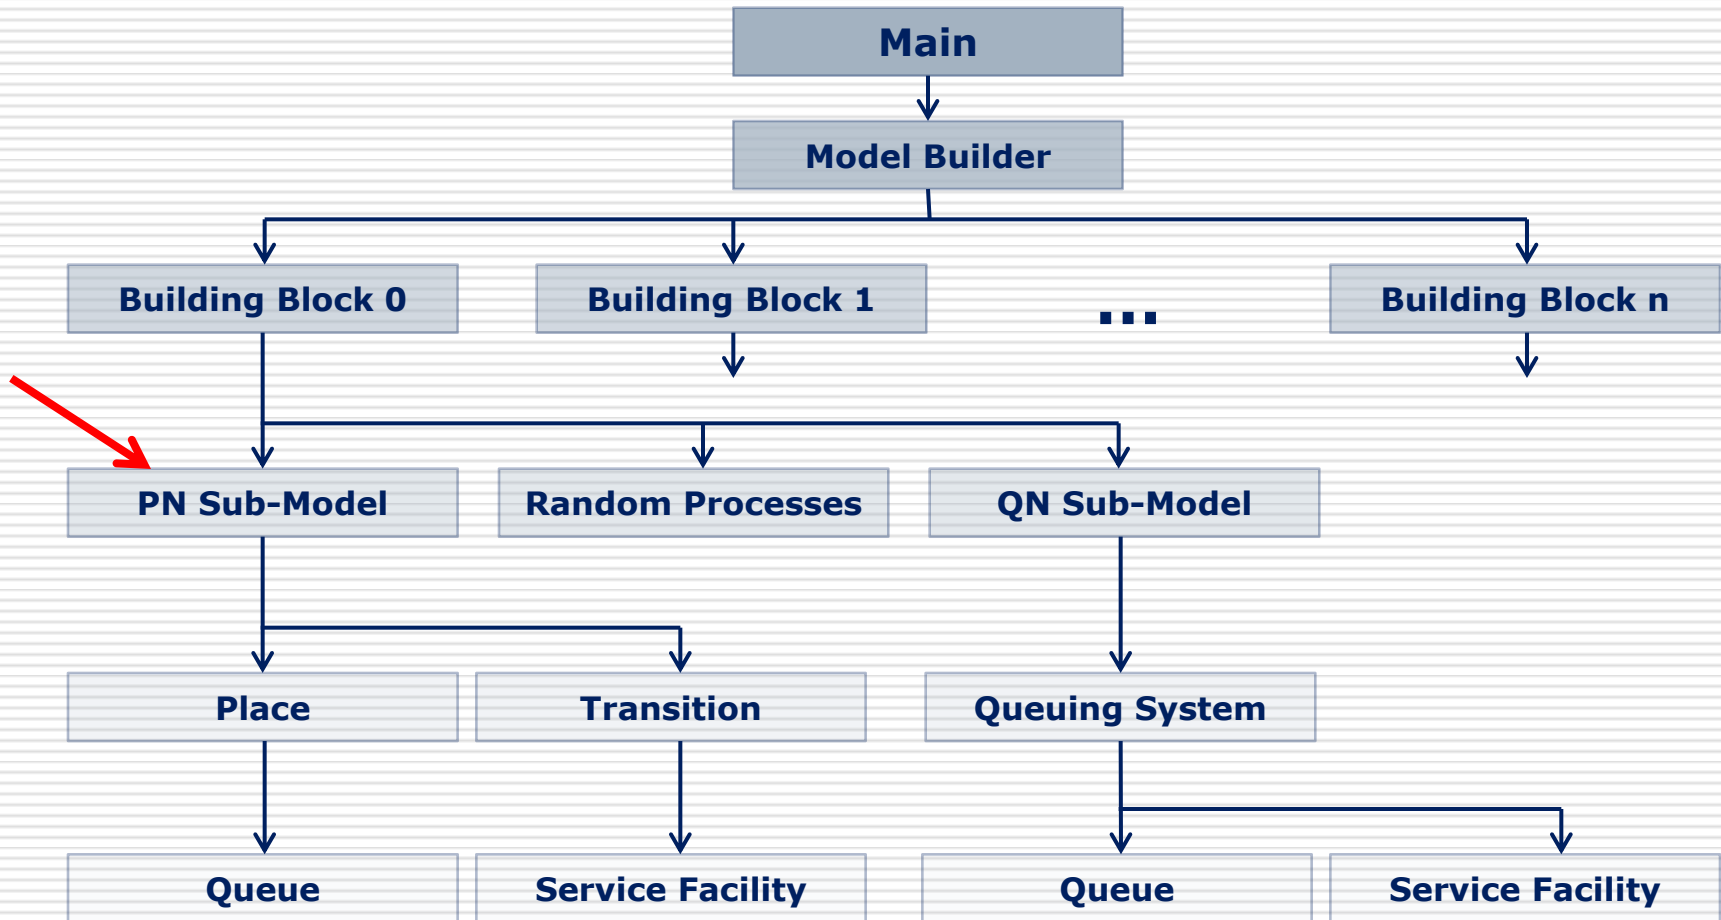 Main
Model Builder
Building Block 0
Building Block 1
...
Building Block n
PN Sub-Model
Random Processes
QN Sub-Model
Place
Transition
Queuing System
Queue
Service Facility
Queue
Service Facility